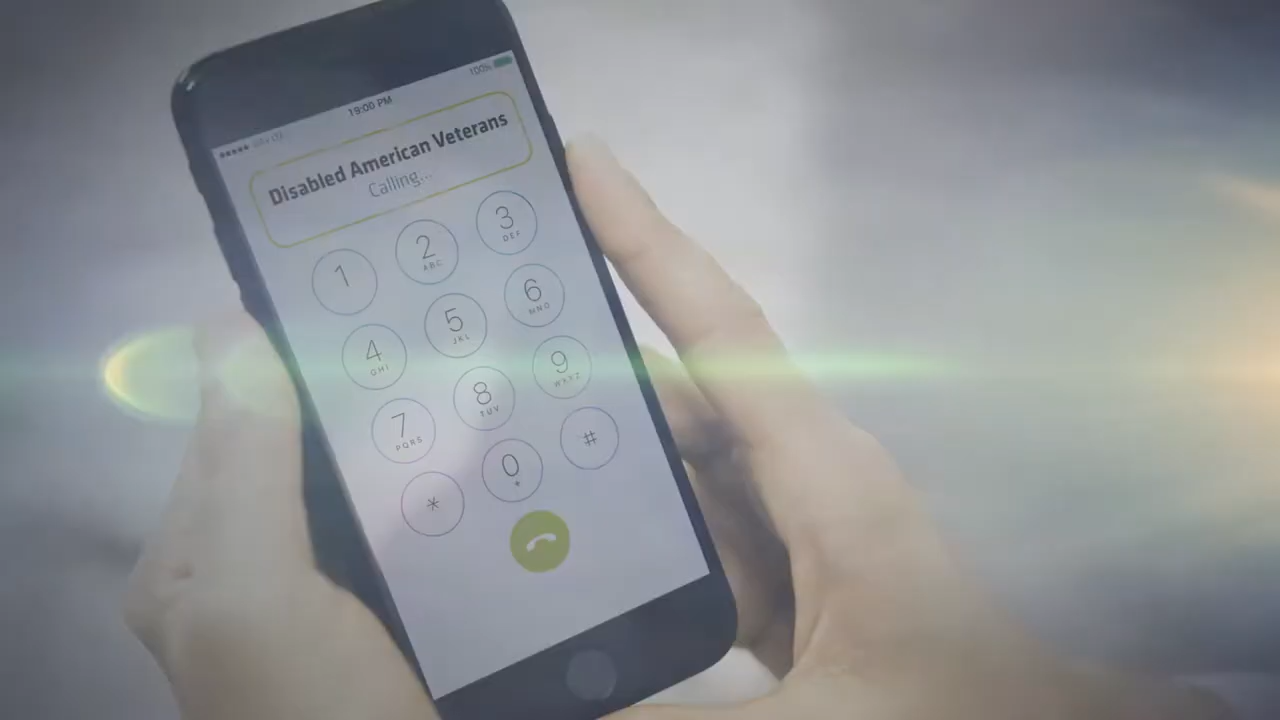 100%
19:00 PM
Disabled American Veterans
Calling...
1
2
ABC
3
DEF
4
GHI
5
JKL
6
MNO
7
PQRS
8
TUV
9
WXYZ
*
0
+
#